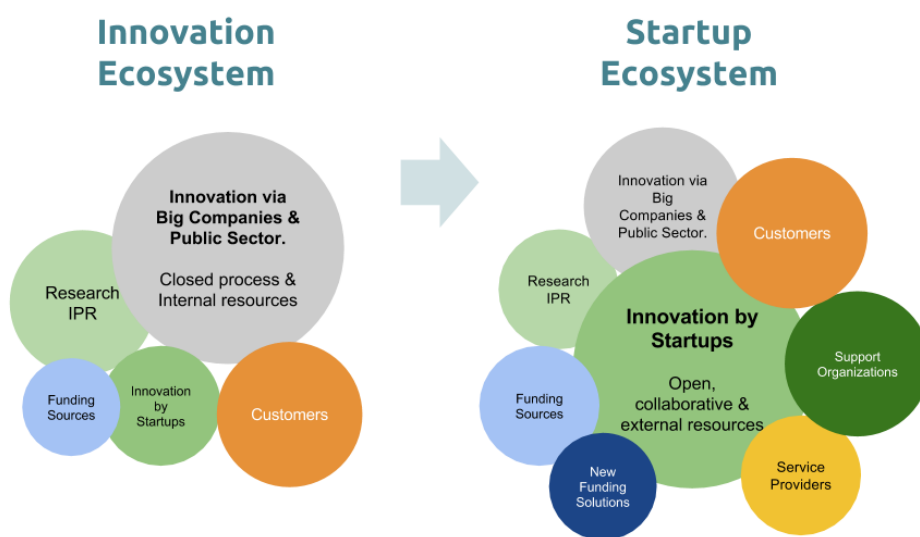 Innovation
Ecosystem
Startup
Ecosystem
Innovation via
Big Companies &
Public Sector.
Closed process &
Internal resources
Research
IPR
Funding
Sources
Innovation
by
Startups
Customers
Innovation via
Big
Companies &
Public Sector.
Customers
Research
IPR
Innovation by
Startups
Open,
collaborative &
external resources
Support
Organizations
Funding
Sources
New
Funding
Solutions
Service
Providers